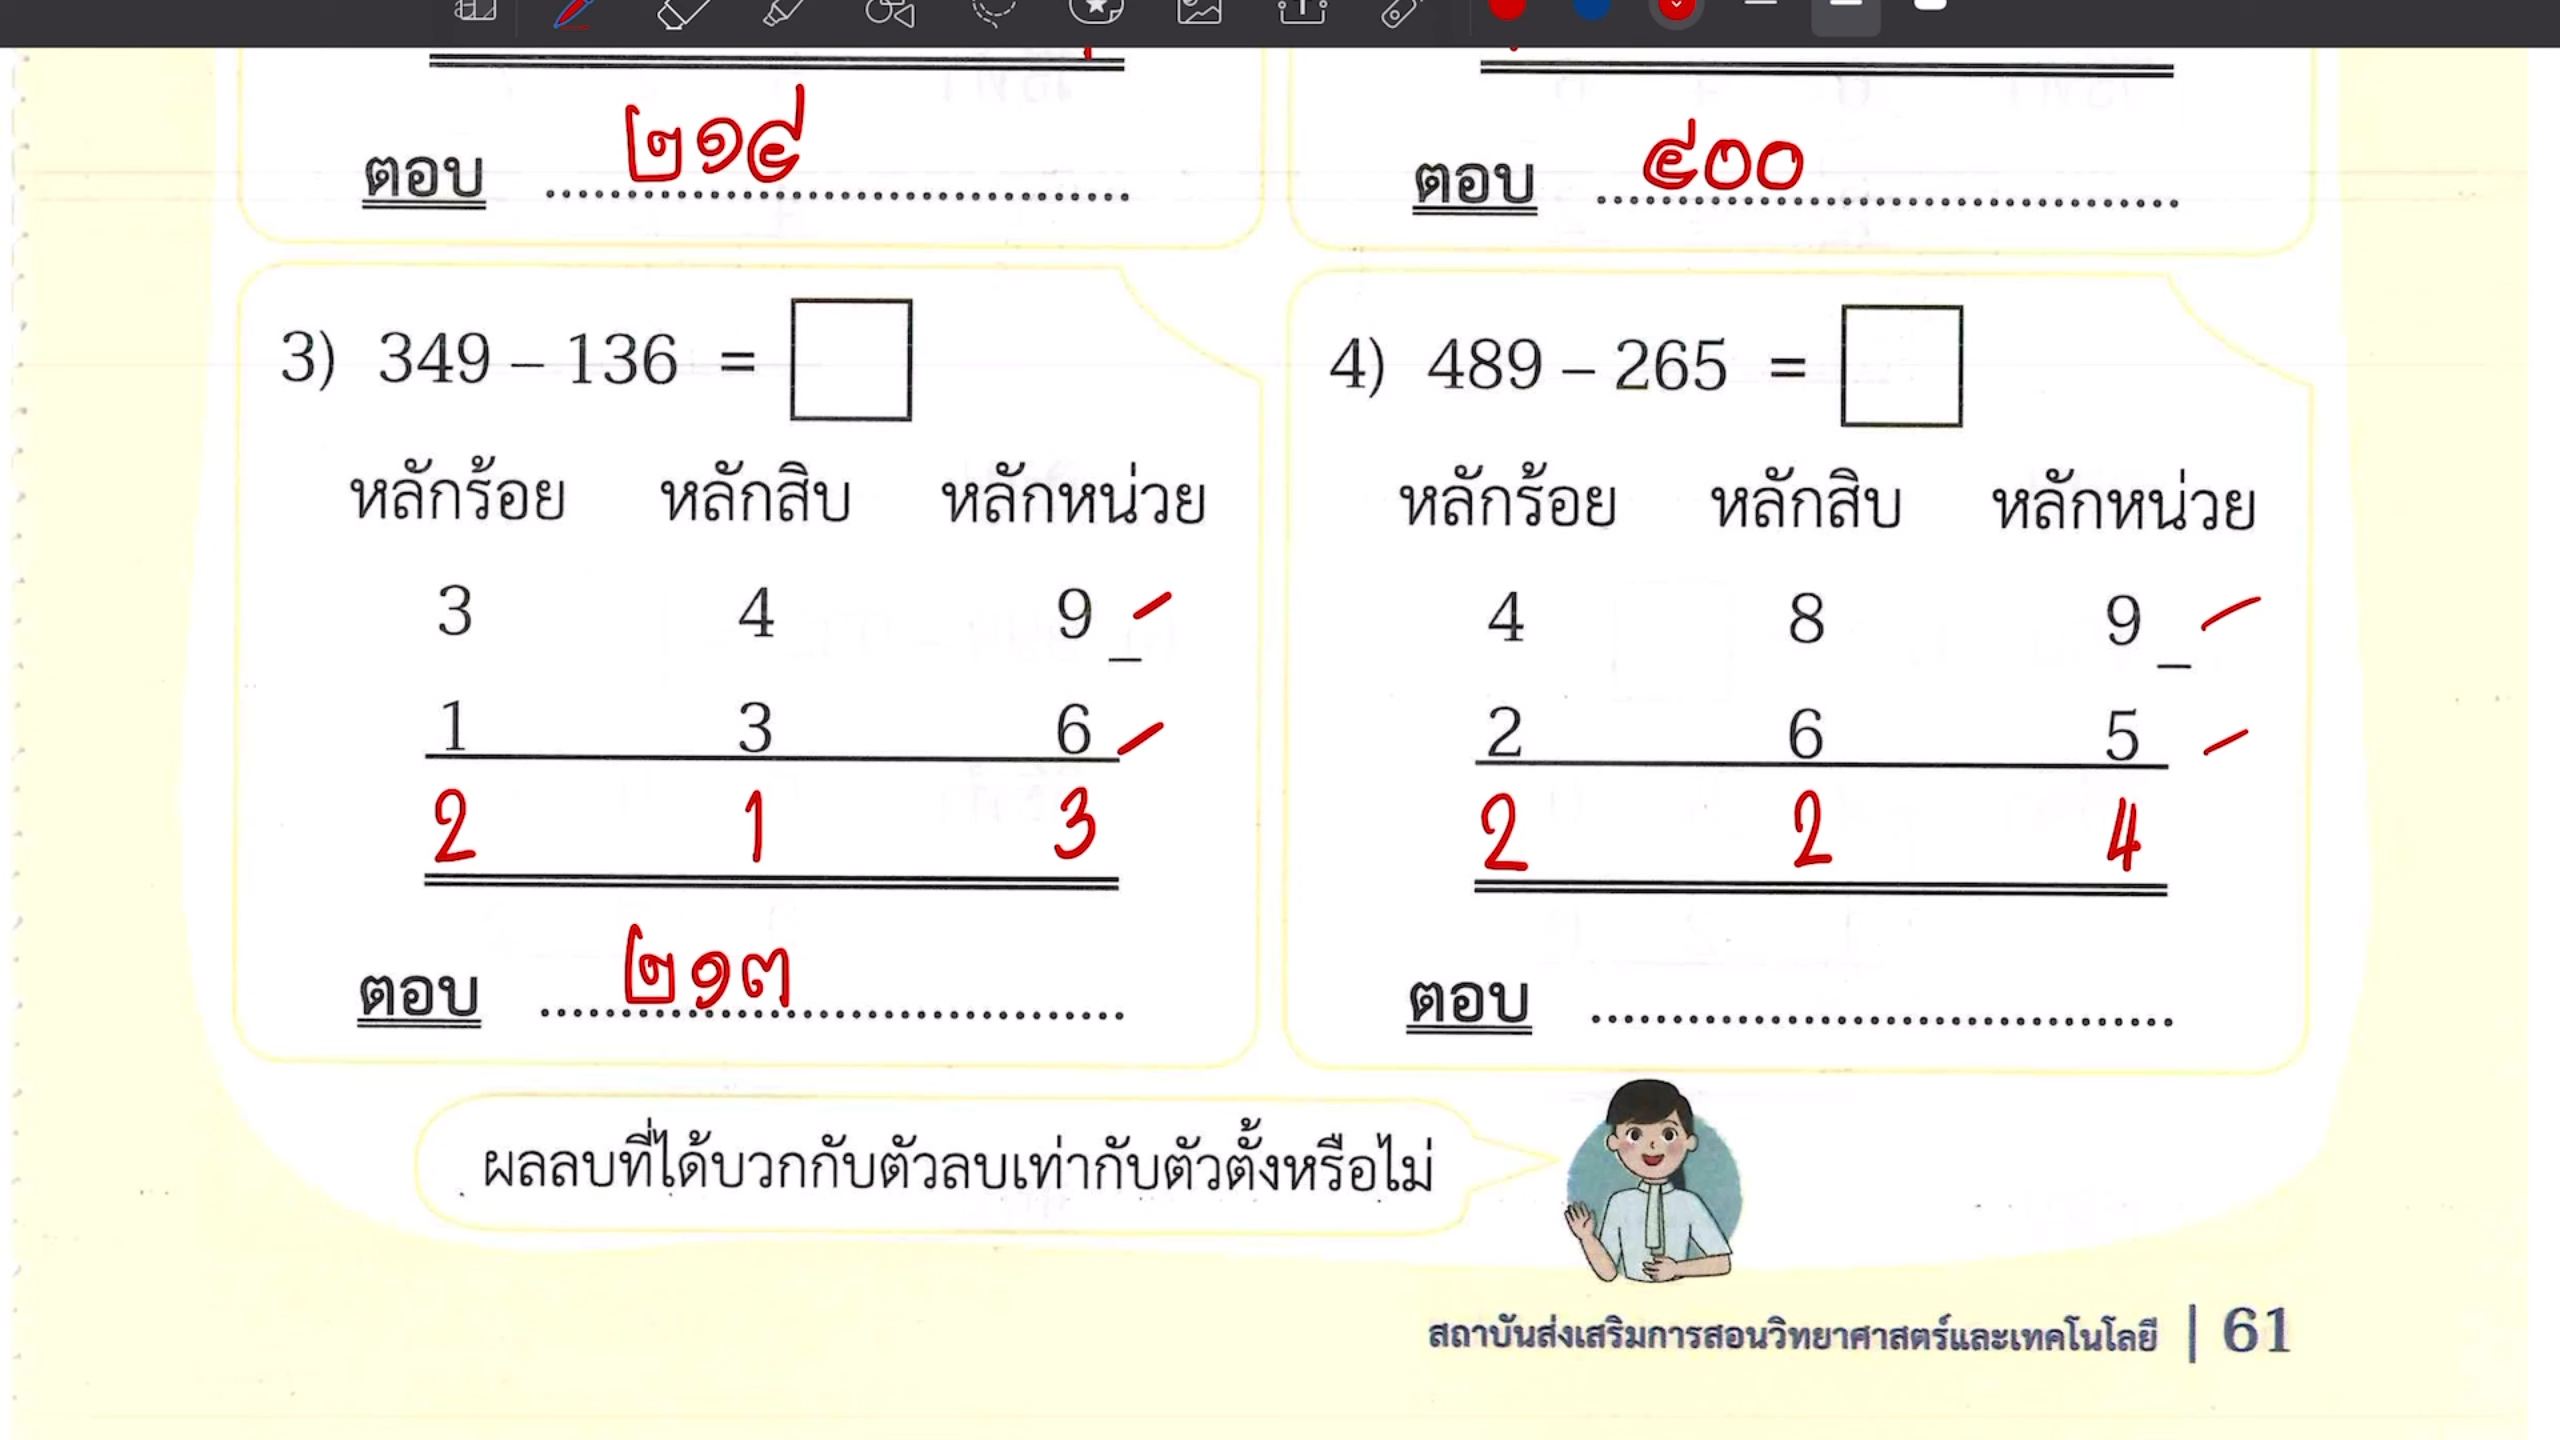 ตอบ ๒๑๙
ตอบ ๙๐๐
3) 349 – 136 =
หลักร้อย หลักสิบ หลักหน่วย
3 4 9
–
1 3 6
2 1 3
ตอบ ๒๑๓
4) 489 – 265 =
หลักร้อย หลักสิบ หลักหน่วย
4 8 9
–
2 6 5
2 2 4
ตอบ
ผลลบที่ได้บวกกับตัวลบเท่ากับตัวตั้งหรือไม่
สถาบันส่งเสริมการสอนวิทยาศาสตร์และเทคโนโลยี | 61